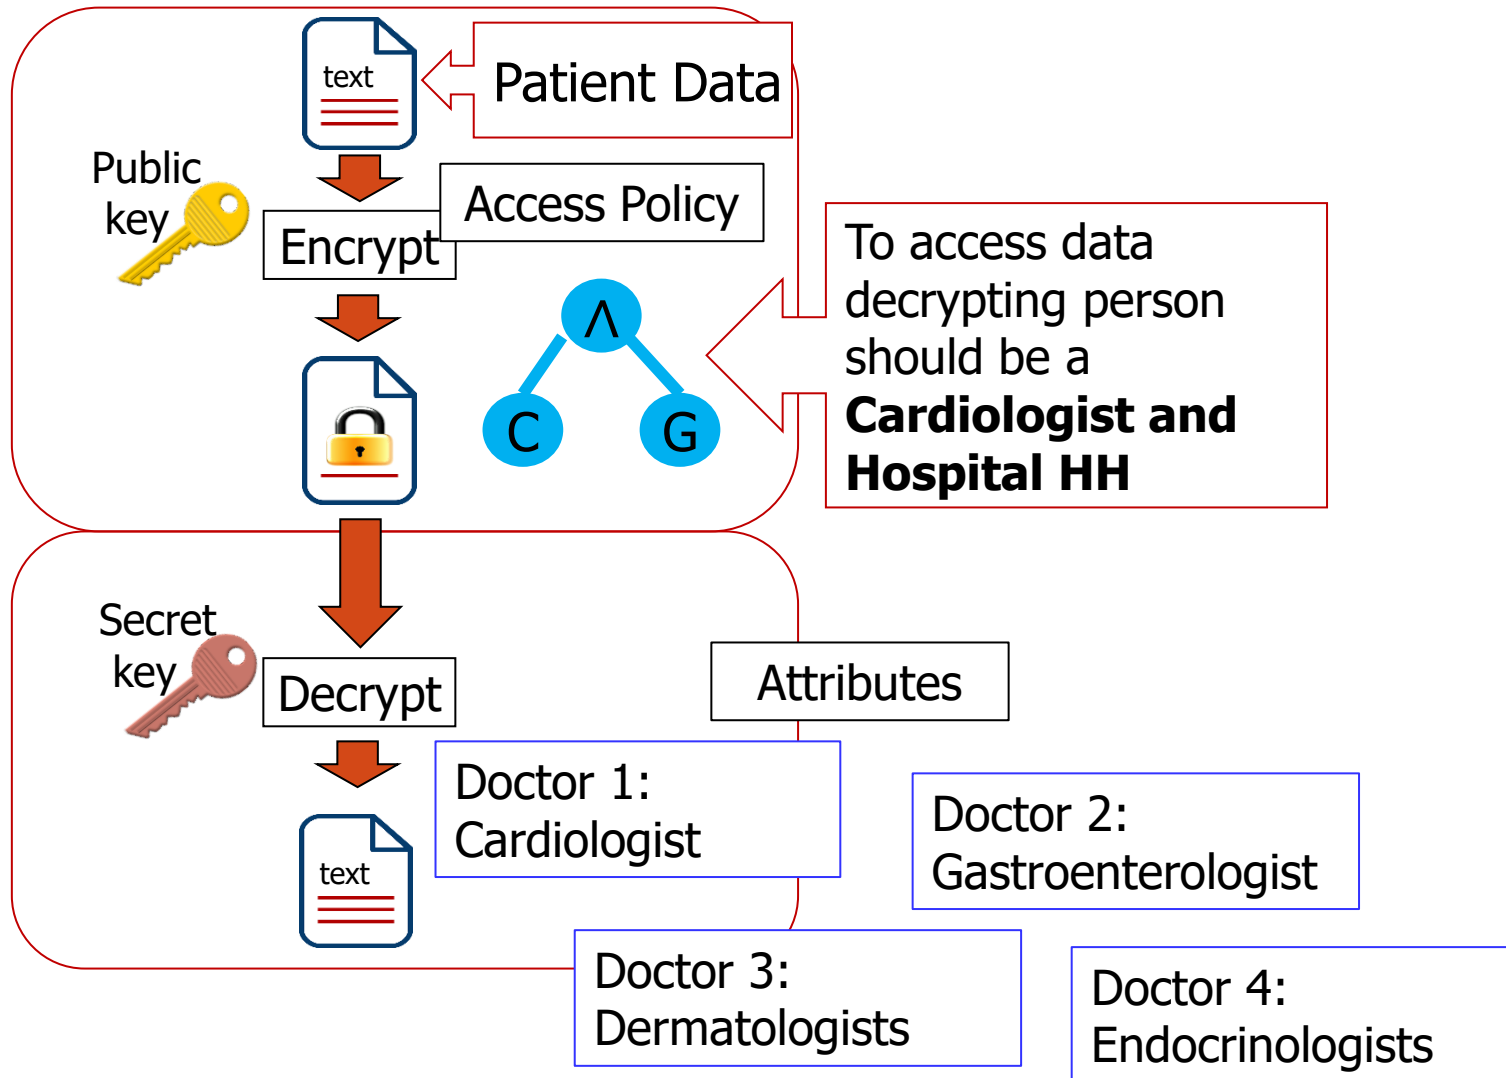 text
Patient Data
Public
key
Access Policy
Encrypt
Λ
C
G
To access data
decrypting person
should be a
Cardiologist and
Hospital HH
Secret
key
Decrypt
Attributes
Doctor 1:
Cardiologist
Doctor 2:
Gastroenterologist
text
Doctor 3:
Dermatologists
Doctor 4:
Endocrinologists